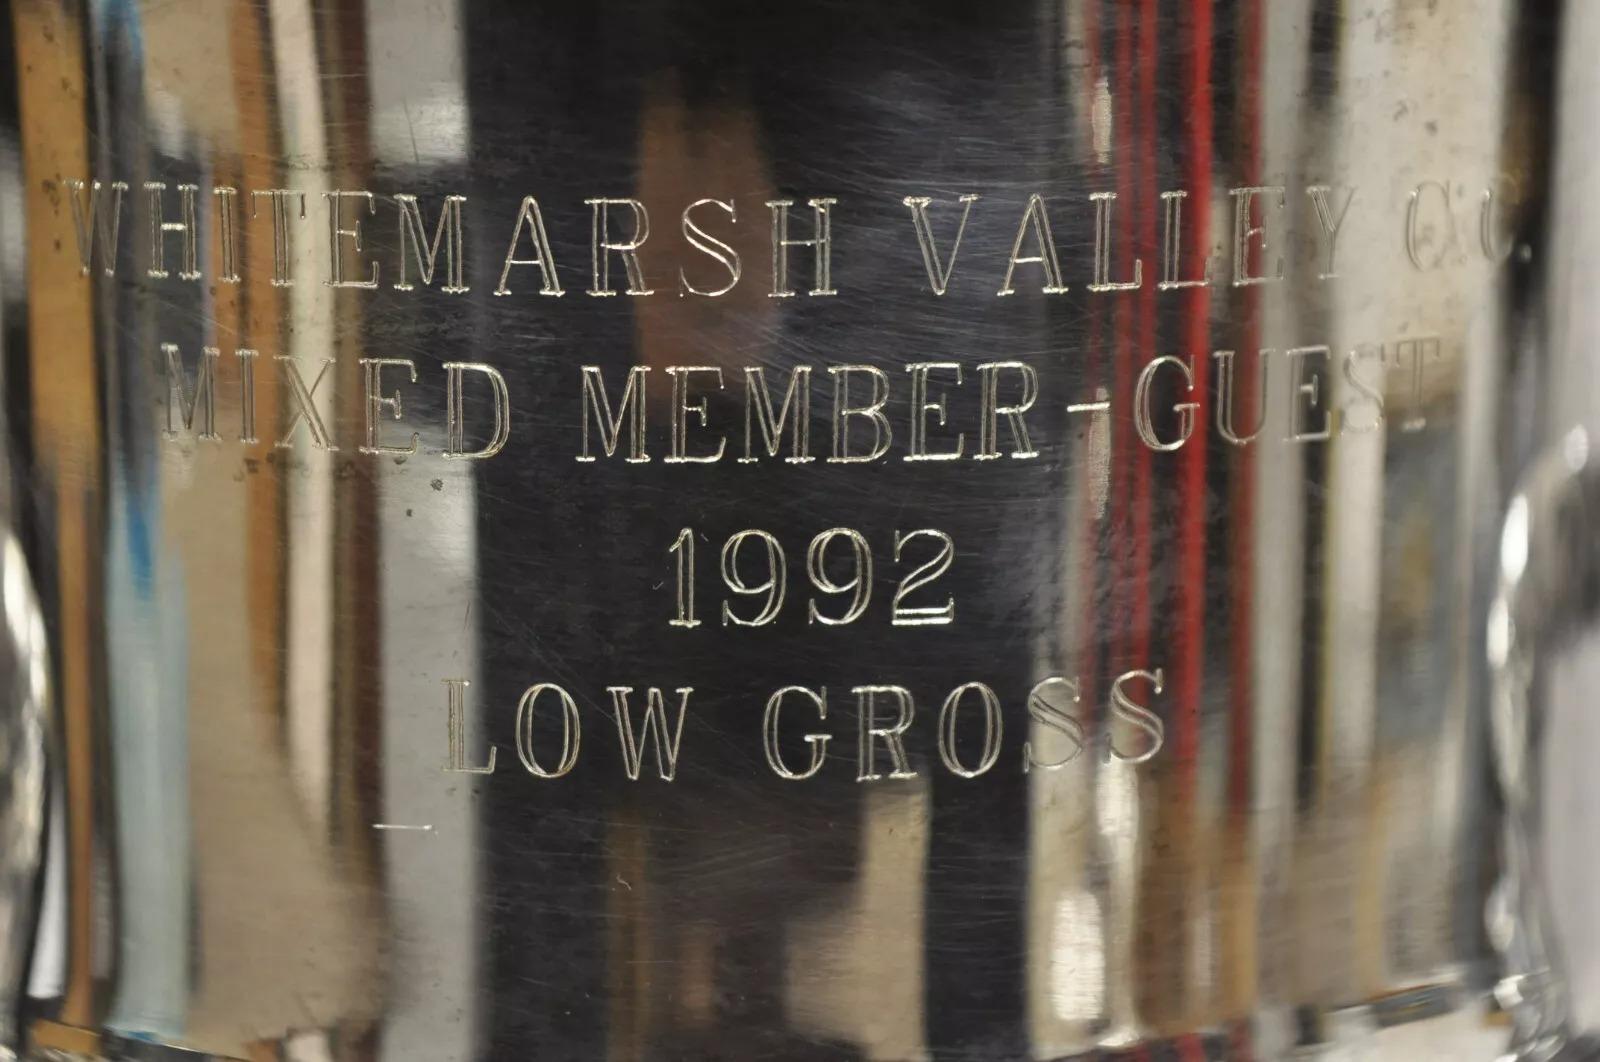 WHITEMARSH VALLEY C.C.
MIXED MEMBER-GUEST
1992
LOW GROSS